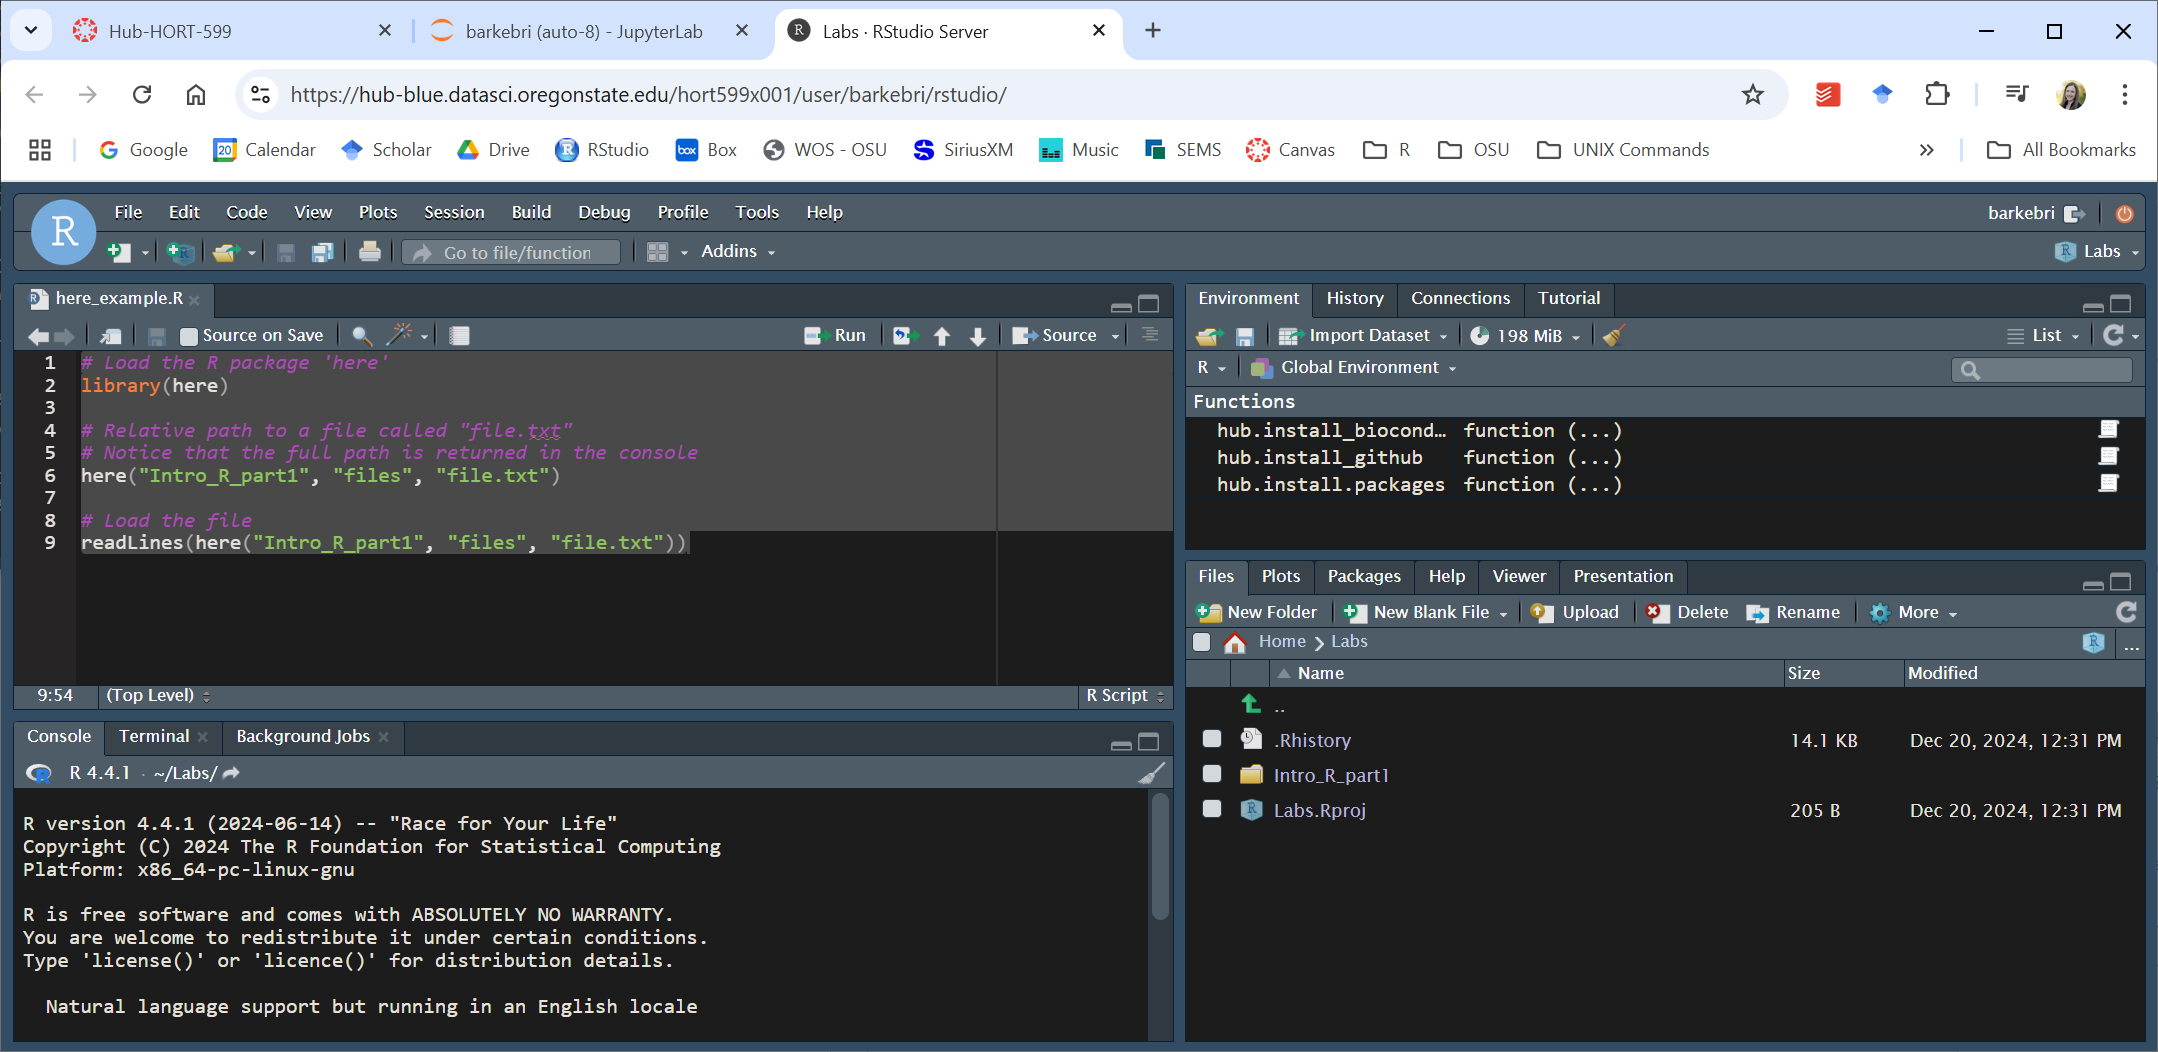 Hub-HORT-599
barkebri (auto-8) - JupyterLab
Labs · RStudio Server
https://hub-blue.datasci.oregonstate.edu/hort599x001/user/barkebri/rstudio/
Google
20 Calendar
Scholar
Drive
R RStudio
box Box
WOS - OSU
SiriusXM
Music
SEMS
Canvas
R
OSU
UNIX Commands
All Bookmarks
R
File Edit Code View Plots Session Build Debug Profile Tools Help
barkebri
Go to file/function
Addins
Labs
here_example.R
Source on Save
Run
Source
1 # Load the R package 'here'
2 library(here)
3
4 # Relative path to a file called "file.txt"
5 # Notice that the full path is returned in the console
6 here("Intro_R_part1", "files", "file.txt")
7
8 # Load the file
9 readLines(here("Intro_R_part1", "files", "file.txt"))
9:54 (Top Level)
R Script
Console Terminal Background Jobs
R 4.4.1 · ~/Labs/
R version 4.4.1 (2024-06-14) -- "Race for Your Life"
Copyright (C) 2024 The R Foundation for Statistical Computing
Platform: x86_64-pc-linux-gnu
R is free software and comes with ABSOLUTELY NO WARRANTY.
You are welcome to redistribute it under certain conditions.
Type 'license()' or 'licence()' for distribution details.
Natural language support but running in an English locale
Environment History Connections Tutorial
Import Dataset
198 MiB
List
R
Global Environment
Functions
hub.install_biocond… function (...)
hub.install_github function (...)
hub.install.packages function (...)
Files Plots Packages Help Viewer Presentation
New Folder New Blank File Upload Delete Rename More
Home Labs
...
Name Size Modified
..
.Rhistory 14.1 KB Dec 20, 2024, 12:31 PM
Intro_R_part1
Labs.Rproj 205 B Dec 20, 2024, 12:31 PM